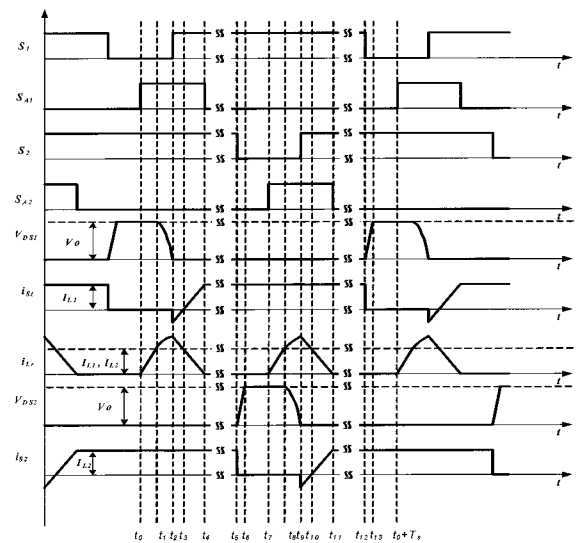 S1
t
SA1
t
S2
t
SA2
t
VDS1
Vo
t
iS1
IL1
t
iLr
IL1, IL2
t
VDS2
Vo
t
iS2
IL2
t
t0 t1 t2 t3 t4 t5 t6 t7 t8 t9 t10 t11 t12 t13 t0+Ts